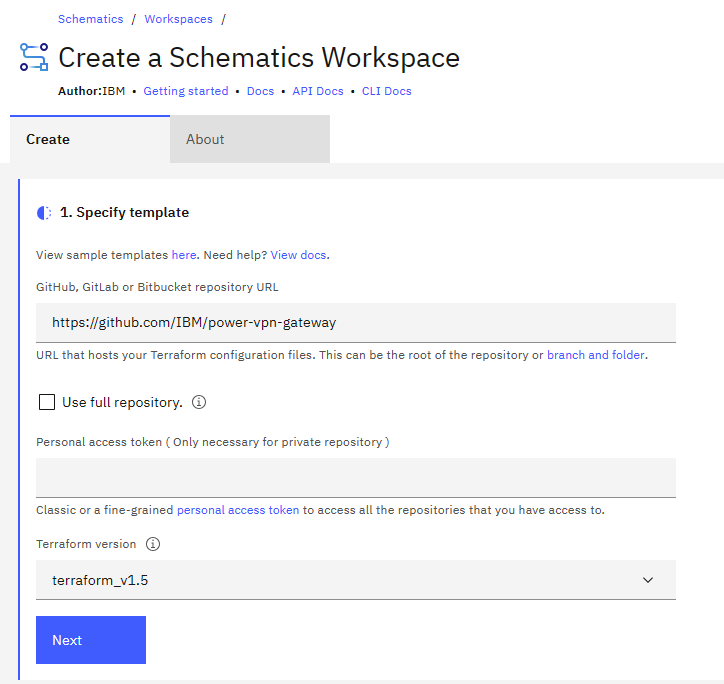 Schematics / Workspaces /
Create a Schematics Workspace
Author:IBM • Getting started • Docs • API Docs • CLI Docs
Create About
1. Specify template
View sample templates here. Need help? View docs.
GitHub, GitLab or Bitbucket repository URL
https://github.com/IBM/power-vpn-gateway
URL that hosts your Terraform configuration files. This can be the root of the repository or branch and folder.
Use full repository.
Personal access token ( Only necessary for private repository )
Classic or a fine-grained personal access token to access all the repositories that you have access to.
Terraform version
terraform_v1.5
Next